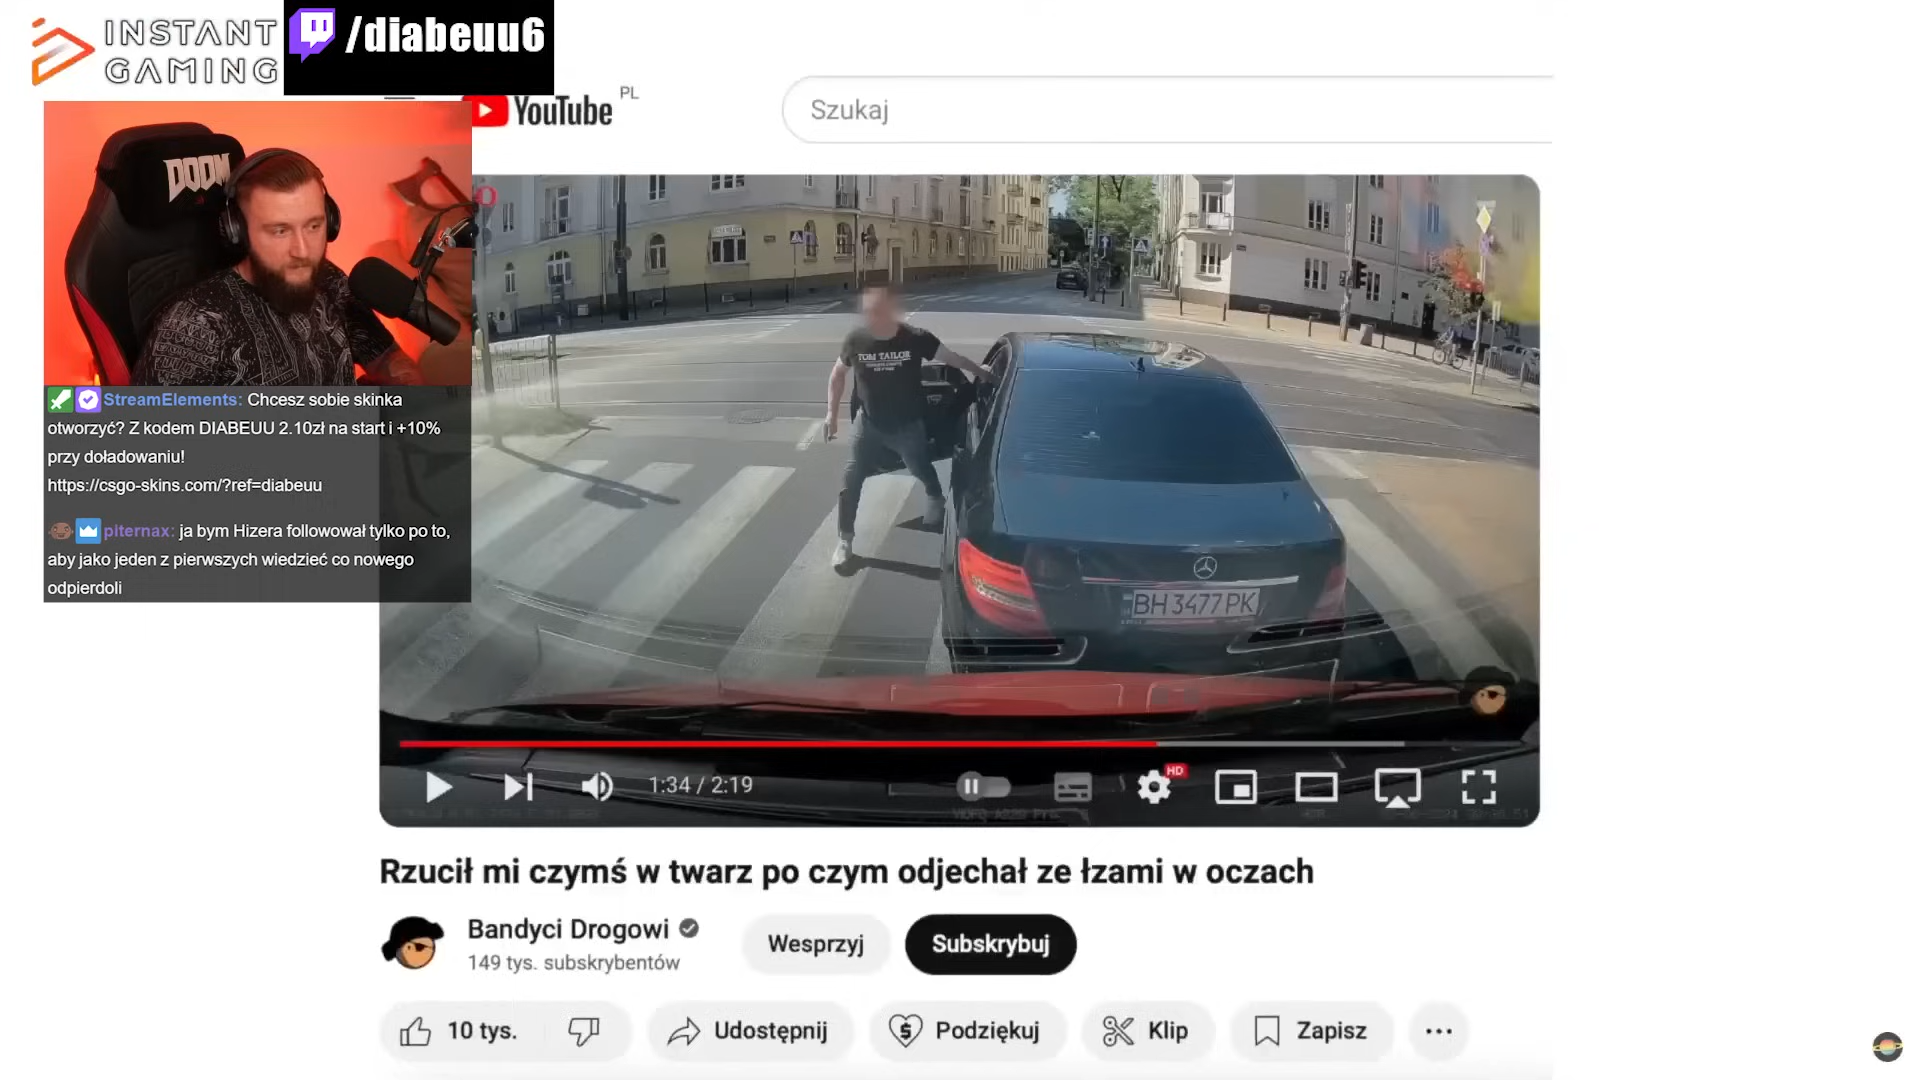 INSTANT
GAMING
/diabeuu6
YouTube PL
Szukaj
DOOM
TOM TAILOR
BH 3477 PK
StreamElements: Chcesz sobie skinka
otworzyć? Z kodem DIABEUU 2.10zł na start i +10%
przy doładowaniu!
https://csgo-skins.com/?ref=diabeuu
piternax: ja bym Hizera followował tylko po to,
aby jako jeden z pierwszych wiedzieć co nowego
odpierdoli
1:34 / 2:19
HD
Rzucił mi czymś w twarz po czym odjechał ze łzami w oczach
Bandyci Drogowi
149 tys. subskrybentów
Wesprzyj
Subskrybuj
10 tys.
Udostępnij
Podziękuj
Klip
Zapisz